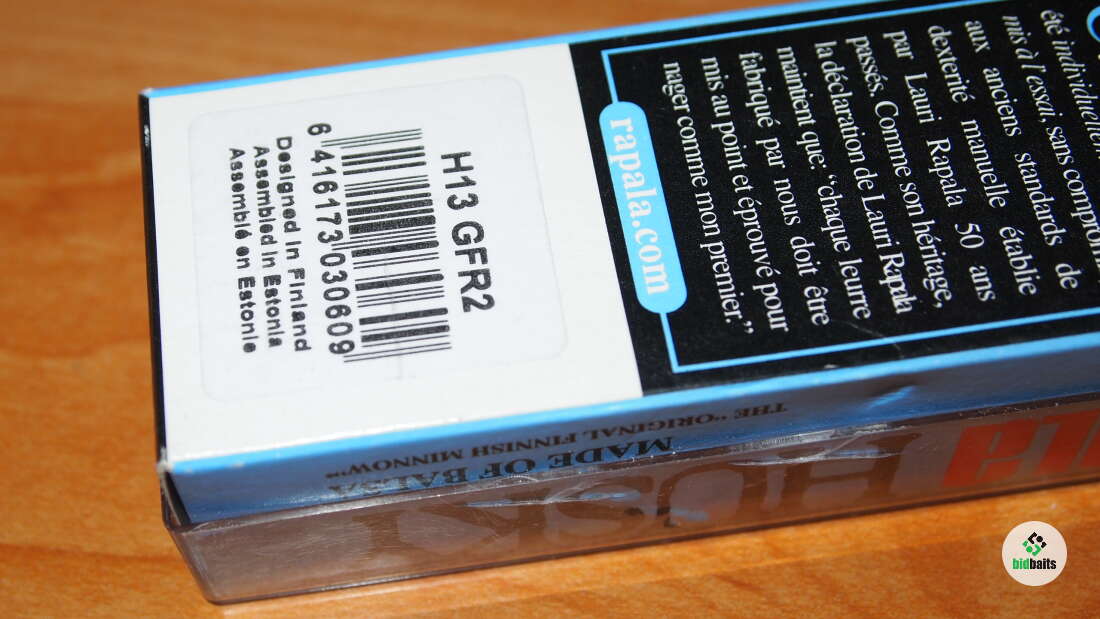 H13 GFR2
6 416173 030609
Designed in Finland
Assembled in Estonia
Assemblé en Estonie
rapala.com
été
mis à l'essai, sans
aux anciens standards de
dexterité manuelle établie
par Lauri Rapala 50 ans
passés. Comme son héritage,
la déclaration de Lauri Rapala
maintient que: “chaque leurre
fabriqué par nous doit être
mis au point et éprouvé pour
nager comme mon premier.”
THE "ORIGINAL FINNISH MINNOW"™
MADE OF BALSA
bidbaits